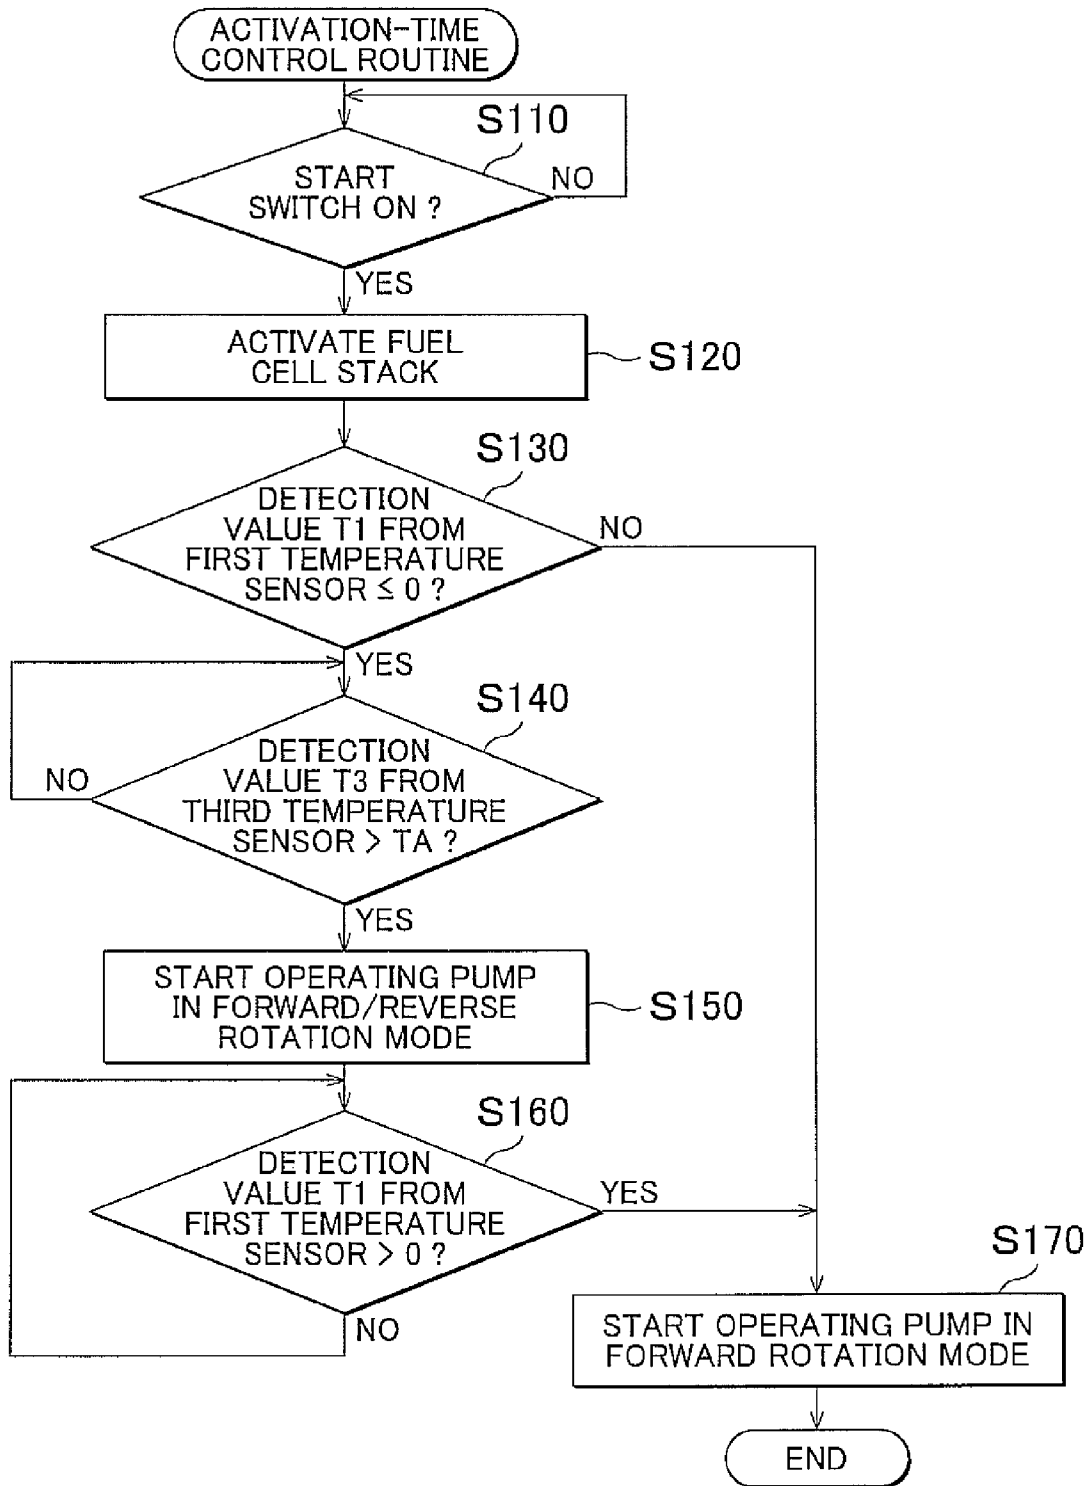 ACTIVATION-TIME
CONTROL ROUTINE
S110
START
SWITCH ON ?
NO
YES
ACTIVATE FUEL
CELL STACK
S120
S130
DETECTION
VALUE T1 FROM
FIRST TEMPERATURE
SENSOR ≤ 0 ?
NO
YES
S140
DETECTION
VALUE T3 FROM
THIRD TEMPERATURE
SENSOR > TA ?
NO
YES
START OPERATING PUMP
IN FORWARD/REVERSE
ROTATION MODE
S150
S160
DETECTION
VALUE T1 FROM
FIRST TEMPERATURE
SENSOR > 0 ?
YES
NO
S170
START OPERATING PUMP IN
FORWARD ROTATION MODE
END